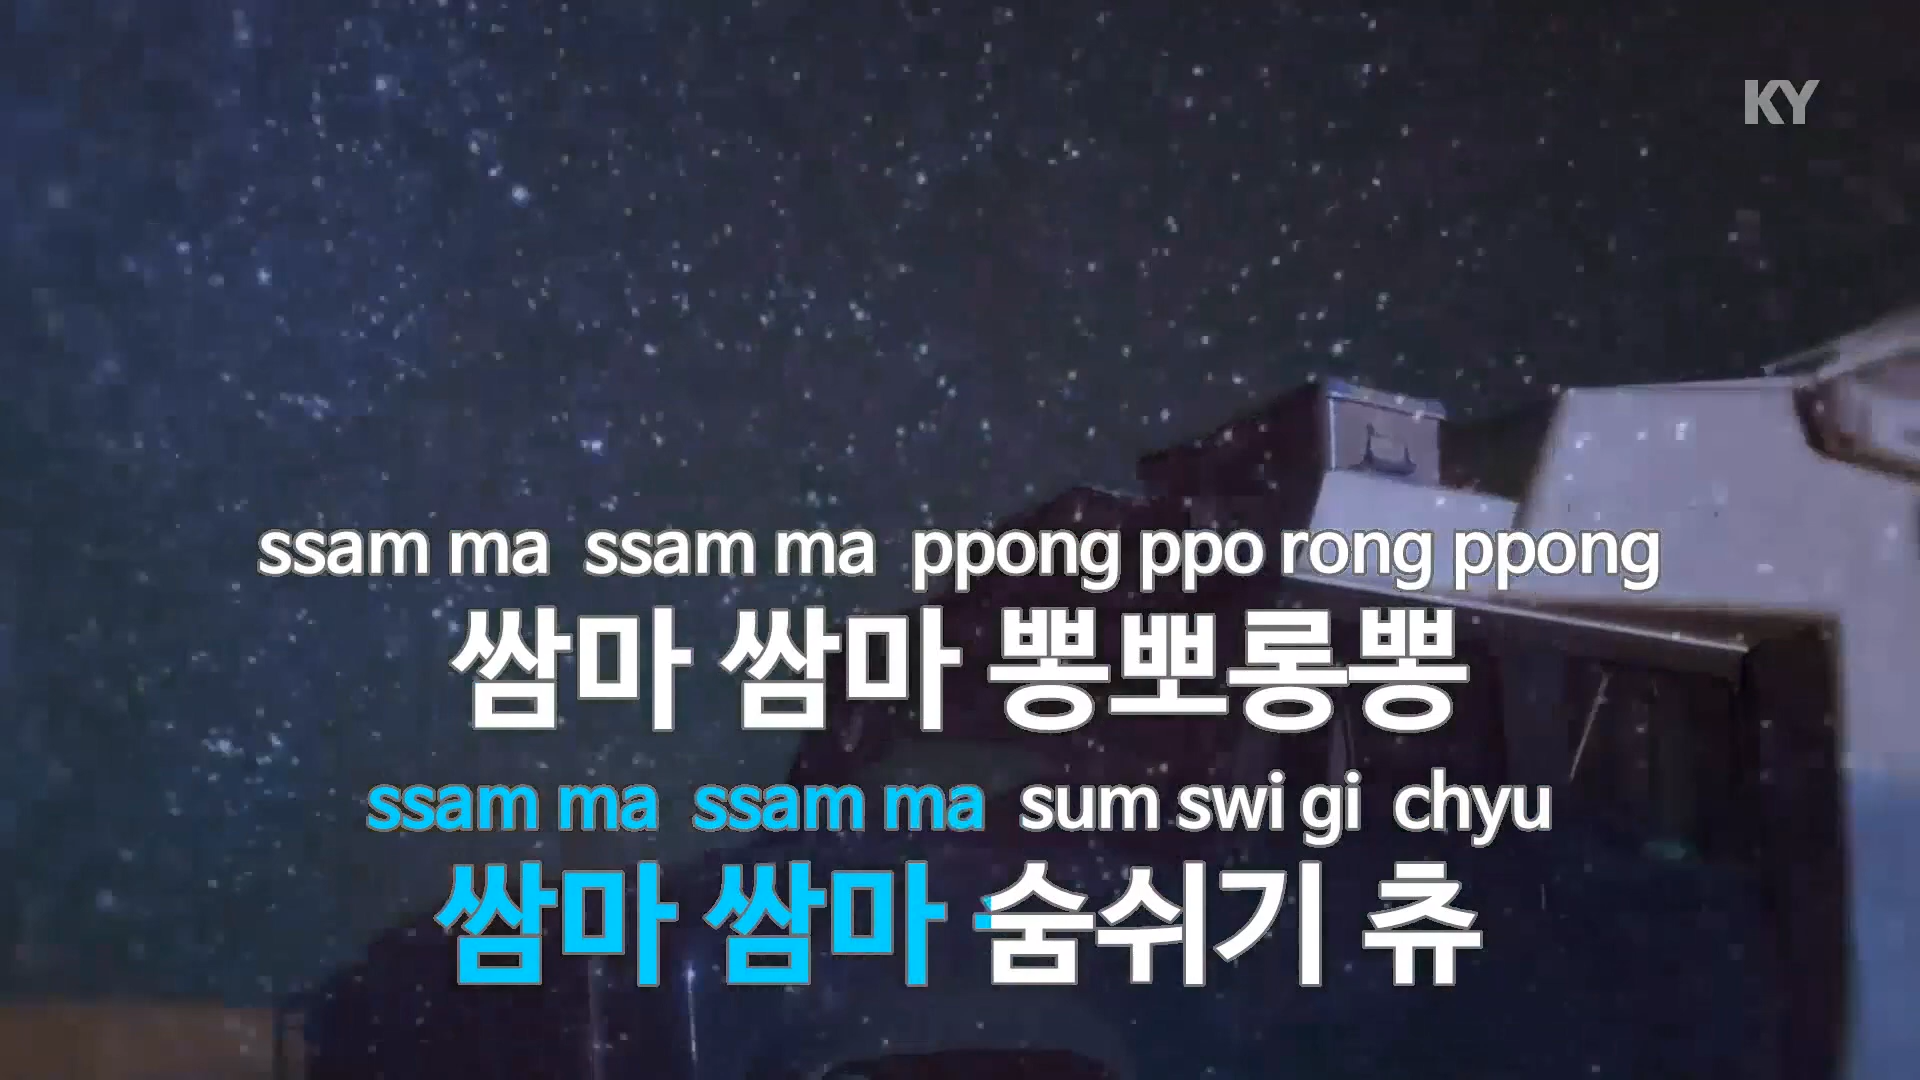 KY
ssam ma ssam ma ppong ppo rong ppong
쌈마 쌈마 뽕뽀롱뽕
ssam ma ssam ma sum swi gi chyu
쌈마 쌈마 숨쉬기 츄